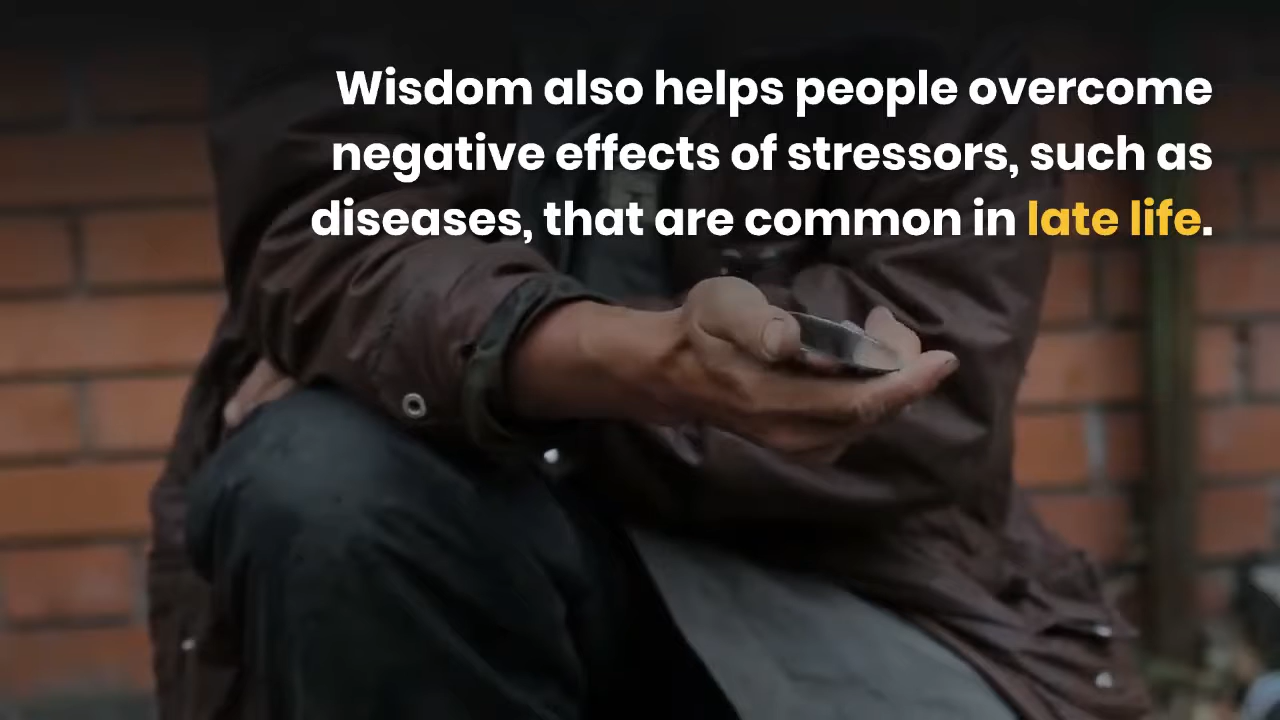 Wisdom also helps people overcome
negative effects of stressors, such as
diseases, that are common in late life.